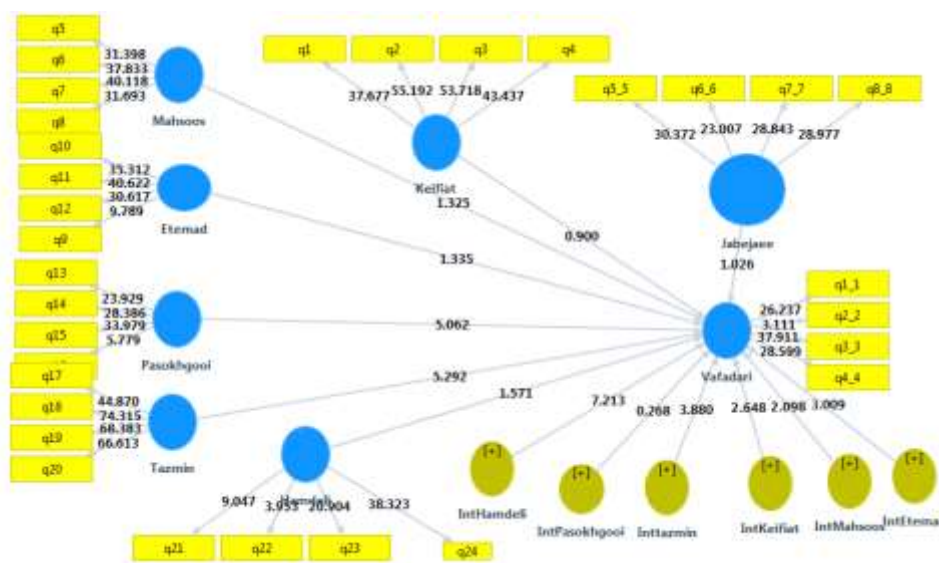 q5
q6
q7
q8
31.398
37.833
40.118
31.693
Mahsoos
q1
q2
q3
q4
37.677
55.192
53.718
43.437
Keifiat
q5_5
q6_6
q7_7
q8_8
30.372
23.007
28.843
28.977
Jabejaee
q10
q11
q12
q9
35.312
40.622
30.617
9.789
Etemad
1.325
0.900
1.026
1.335
q13
q14
q15
23.929
28.386
33.979
5.779
Pasokhgooi
5.062
q1_1
q2_2
q3_3
q4_4
26.237
3.111
37.911
28.599
Vafadari
q17
q18
q19
q20
44.870
74.315
68.383
66.613
Tazmin
5.292
1.571
7.213
0.268
3.880
2.648
2.098
3.009
Hamdeli
9.047
3.953
20.904
38.323
q21
q22
q23
q24
[+]
[+]
[+]
[+]
[+]
[+]
IntHamdeli
IntPasokhgooi
Inttazmin
IntKeifiat
IntMahsoos
IntEtema